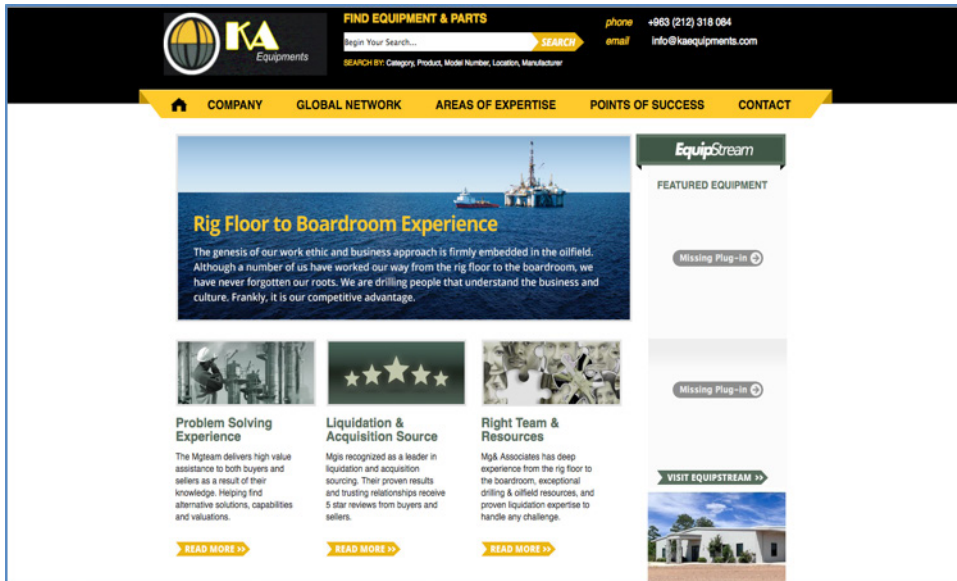 KA
Equipments
FIND EQUIPMENT & PARTS
Begin Your Search...
SEARCH
SEARCH BY: Category, Product, Model Number, Location, Manufacturer
phone +963 (212) 318 084
email info@kaequipments.com
COMPANY GLOBAL NETWORK AREAS OF EXPERTISE POINTS OF SUCCESS CONTACT
Rig Floor to Boardroom Experience
The genesis of our work ethic and business approach is firmly embedded in the oilfield.
Although a number of us have worked our way from the rig floor to the boardroom, we
have never forgotten our roots. We are drilling people that understand the business and
culture. Frankly, it is our competitive advantage.
EquipStream
FEATURED EQUIPMENT
Missing Plug-in
Missing Plug-in
VISIT EQUIPSTREAM >>
Problem Solving
Experience
The Mgteam delivers high value
assistance to both buyers and
sellers as a result of their
knowledge. Helping find
alternative solutions, capabilities
and valuations.
READ MORE >>
Liquidation &
Acquisition Source
Mgis recognized as a leader in
liquidation and acquisition
sourcing. Their proven results
and trusting relationships receive
5 star reviews from buyers and
sellers.
READ MORE >>
Right Team &
Resources
Mg& Associates has deep
experience from the rig floor to
the boardroom, exceptional
drilling & oilfield resources, and
proven liquidation expertise to
handle any challenge.
READ MORE >>